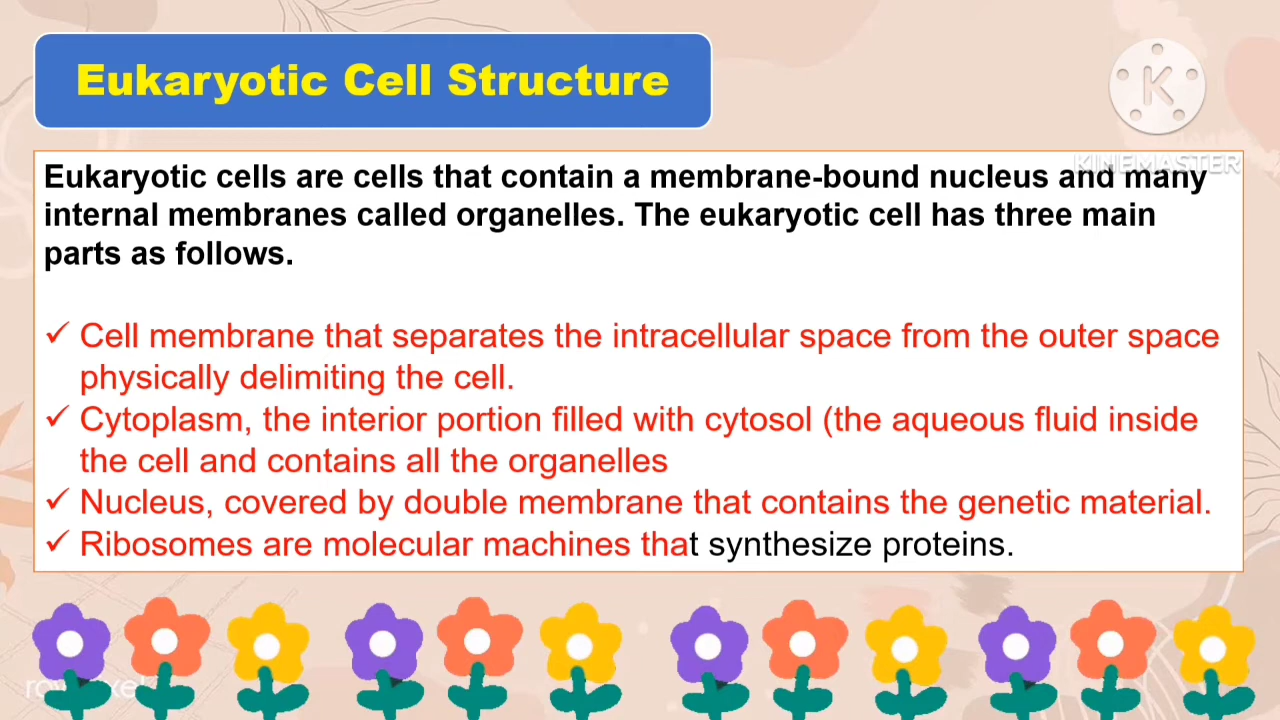 Eukaryotic Cell Structure
K
KINEMASTER
Eukaryotic cells are cells that contain a membrane-bound nucleus and many
internal membranes called organelles. The eukaryotic cell has three main
parts as follows.
✓ Cell membrane that separates the intracellular space from the outer space
physically delimiting the cell.
✓ Cytoplasm, the interior portion filled with cytosol (the aqueous fluid inside
the cell and contains all the organelles
✓ Nucleus, covered by double membrane that contains the genetic material.
✓ Ribosomes are molecular machines that synthesize proteins.